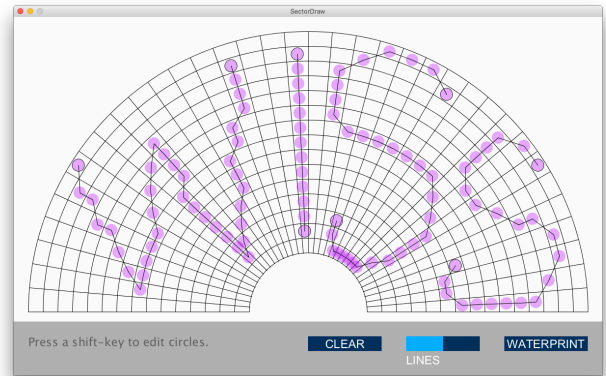 SectorDraw
Press a shift-key to edit circles.
CLEAR
LINES
WATERPRINT